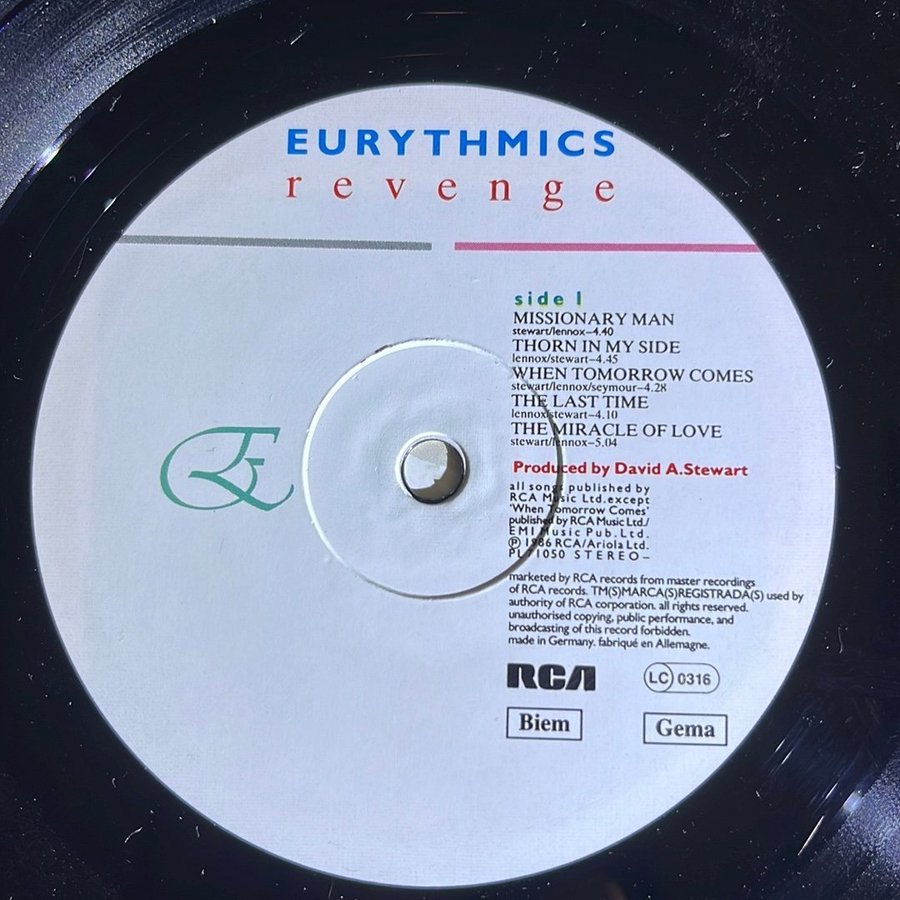 EURYTHMICS
revenge
side 1
MISSIONARY MAN
stewart/lennox–4.40
THORN IN MY SIDE
lennox/stewart–4.45
WHEN TOMORROW COMES
stewart/lennox/seymour–4.28
THE LAST TIME
lennox/stewart–4.10
THE MIRACLE OF LOVE
stewart/lennox–5.04
Produced by David A.Stewart
all songs published by
RCA Music Ltd.except
'When Tomorrow Comes'
published by RCA Music Ltd./
EMI Music Pub.Ltd.
℗ 1986 RCA/Ariola Ltd.
PL 71050 STEREO–
marketed by RCA records from master recordings
of RCA records. TM(S)MARCA(S)REGISTRADA(S) used by
authority of RCA corporation. all rights reserved.
unauthorised copying, public performance, and
broadcasting of this record forbidden.
made in Germany. fabriqué en Allemagne.
RCA
LC 0316
Biem
Gema